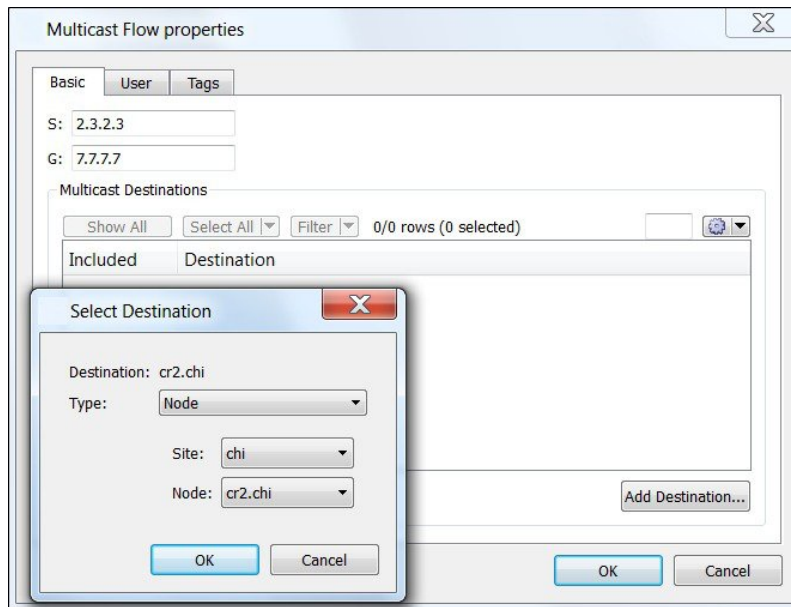 Multicast Flow properties
Basic User Tags
S: 2.3.2.3
G: 7.7.7.7
Multicast Destinations
Show All Select All Filter 0/0 rows (0 selected)
Included Destination
Select Destination
Destination: cr2.chi
Type: Node
Site: chi
Node: cr2.chi
OK Cancel
Add Destination...
OK Cancel